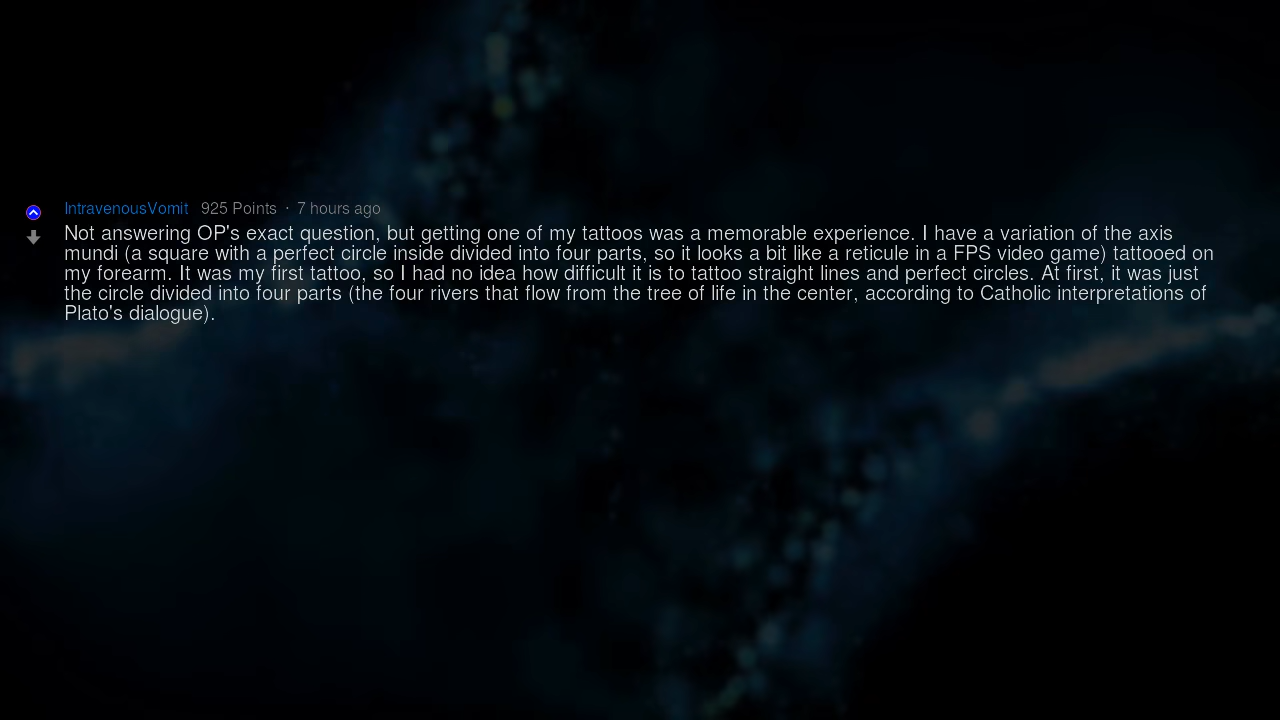 IntravenousVomit 925 Points · 7 hours ago
Not answering OP's exact question, but getting one of my tattoos was a memorable experience. I have a variation of the axis
mundi (a square with a perfect circle inside divided into four parts, so it looks a bit like a reticule in a FPS video game) tattooed on
my forearm. It was my first tattoo, so I had no idea how difficult it is to tattoo straight lines and perfect circles. At first, it was just
the circle divided into four parts (the four rivers that flow from the tree of life in the center, according to Catholic interpretations of
Plato's dialogue).